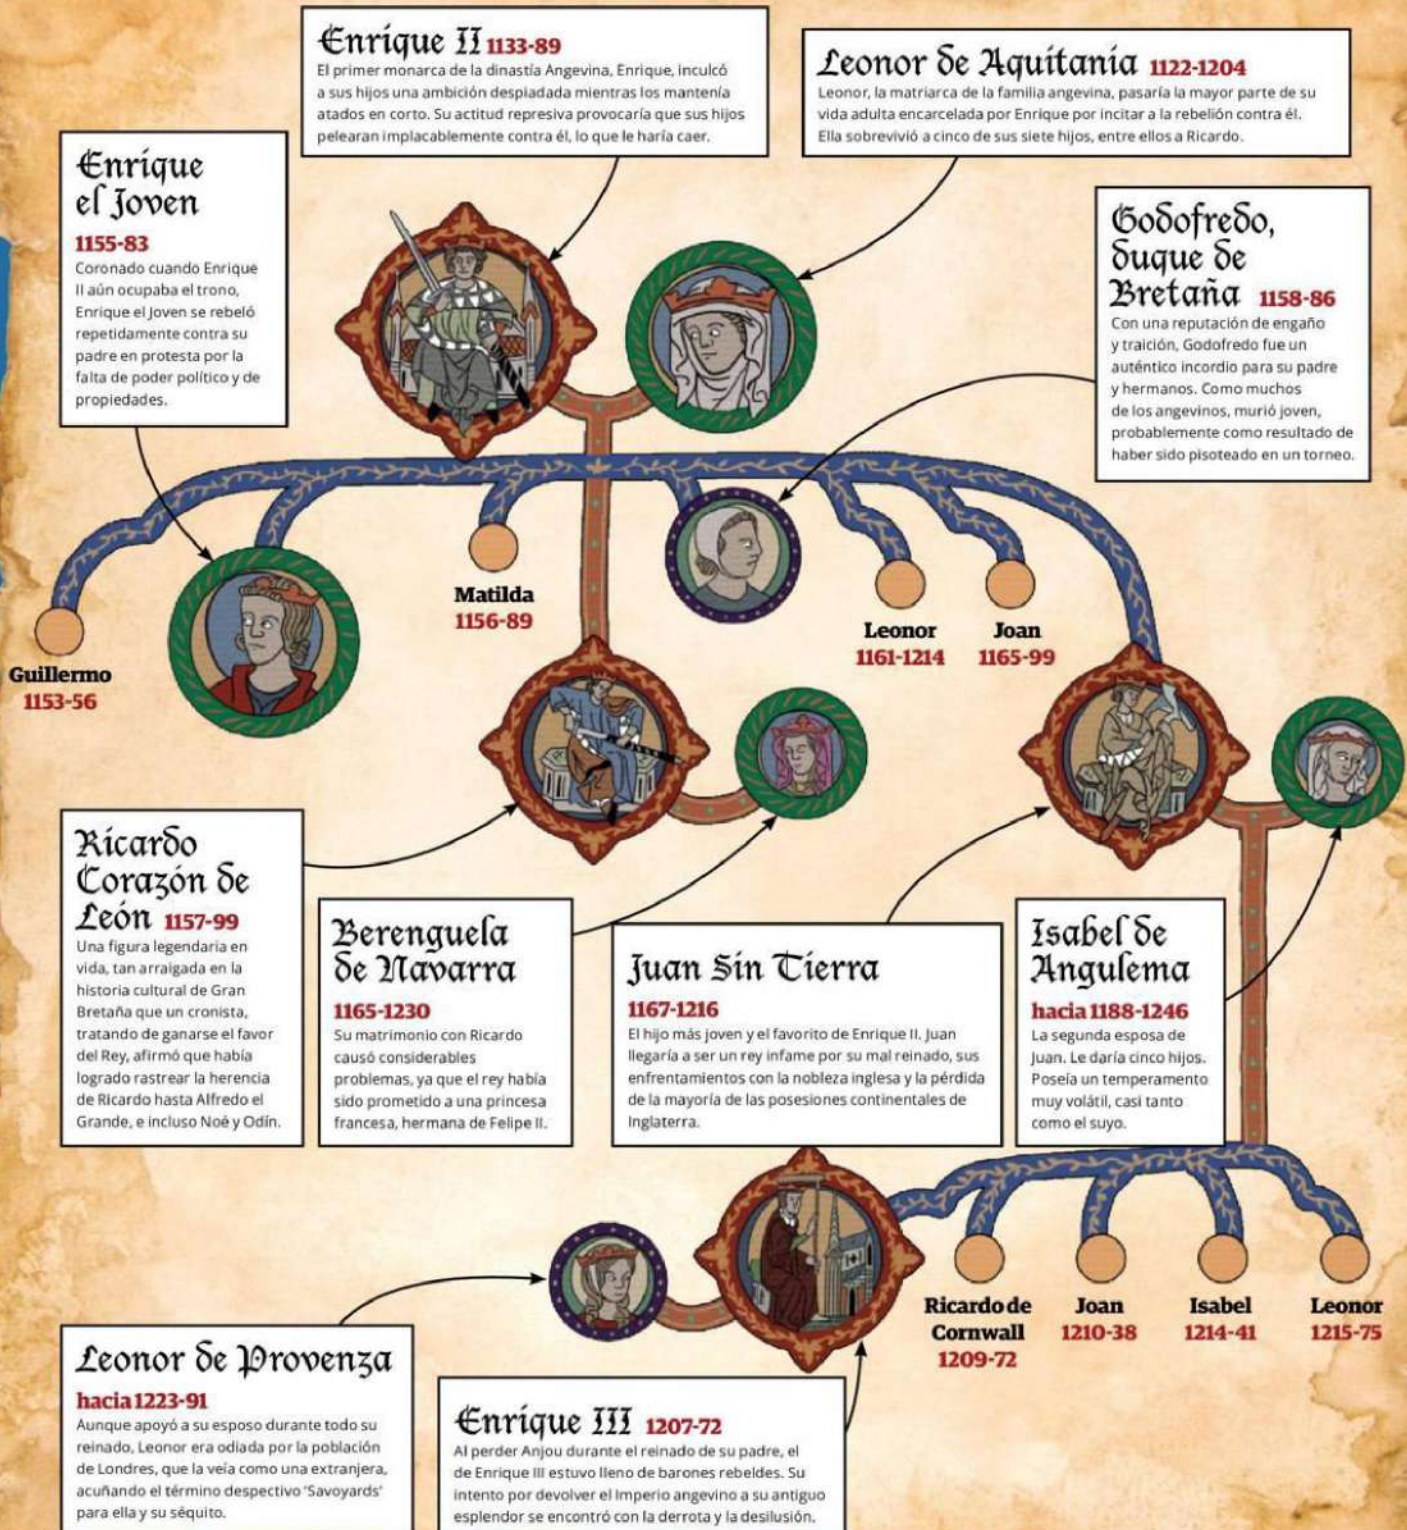 Enrique II 1133-89
El primer monarca de la dinastía Angevina, Enrique, inculcó
a sus hijos una ambición despiadada mientras los mantenía
atados en corto. Su actitud represiva provocaría que sus hijos
pelearan implacablemente contra él, lo que le haría caer.
Leonor de Aquitania 1122-1204
Leonor, la matriarca de la familia angevina, pasaría la mayor parte de su
vida adulta encarcelada por Enrique por incitar a la rebelión contra él.
Ella sobrevivió a cinco de sus siete hijos, entre ellos a Ricardo.
Enrique
el Joven
1155-83
Coronado cuando Enrique
II aún ocupaba el trono,
Enrique el Joven se rebeló
repetidamente contra su
padre en protesta por la
falta de poder político y de
propiedades.
Godofredo,
duque de
Bretaña 1158-86
Con una reputación de engaño
y traición, Godofredo fue un
auténtico incordio para su padre
y hermanos. Como muchos
de los angevinos, murió joven,
probablemente como resultado de
haber sido pisoteado en un torneo.
Guillermo
1153-56
Matilda
1156-89
Leonor
1161-1214
Joan
1165-99
Ricardo
Corazón de
León 1157-99
Una figura legendaria en
vida, tan arraigada en la
historia cultural de Gran
Bretaña que un cronista,
tratando de ganarse el favor
del Rey, afirmó que había
logrado rastrear la herencia
de Ricardo hasta Alfredo el
Grande, e incluso Noé y Odín.
Berenguela
de Navarra
1165-1230
Su matrimonio con Ricardo
causó considerables
problemas, ya que el rey había
sido prometido a una princesa
francesa, hermana de Felipe II.
Juan Sin Tierra
1167-1216
El hijo más joven y el favorito de Enrique II. Juan
llegaría a ser un rey infame por su mal reinado, sus
enfrentamientos con la nobleza inglesa y la pérdida
de la mayoría de las posesiones continentales de
Inglaterra.
Isabel de
Angulema
hacia 1188-1246
La segunda esposa de
Juan. Le daría cinco hijos.
Poseía un temperamento
muy volátil, casi tanto
como el suyo.
Ricardo de
Cornwall
1209-72
Joan
1210-38
Isabel
1214-41
Leonor
1215-75
Leonor de Provenza
hacia 1223-91
Aunque apoyó a su esposo durante todo su
reinado, Leonor era odiada por la población
de Londres, que la veía como una extranjera,
acuñando el término despectivo 'Savoyards'
para ella y su séquito.
Enrique III 1207-72
Al perder Anjou durante el reinado de su padre, el
de Enrique III estuvo lleno de barones rebeldes. Su
intento por devolver el Imperio angevino a su antiguo
esplendor se encontró con la derrota y la desilusión.